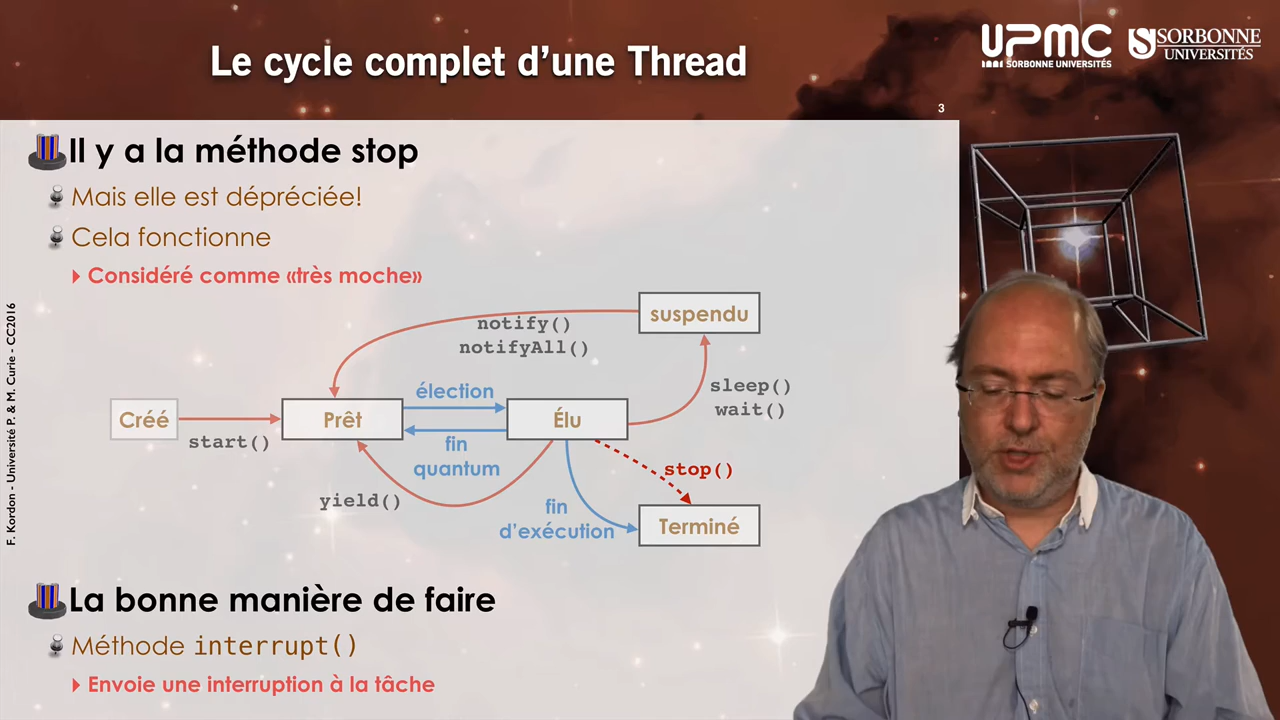 Le cycle complet d'une Thread
UPMC
SORBONNE UNIVERSITÉS
SORBONNE
UNIVERSITÉS
3
Il y a la méthode stop
Mais elle est dépréciée!
Cela fonctionne
Considéré comme «très moche»
suspendu
notify()
notifyAll()
sleep()
wait()
élection
Créé
Prêt
Élu
start()
fin
quantum
stop()
yield()
fin
d'exécution
Terminé
La bonne manière de faire
Méthode interrupt()
Envoie une interruption à la tâche
F. Kordon - Université P. & M. Curie - CC2016